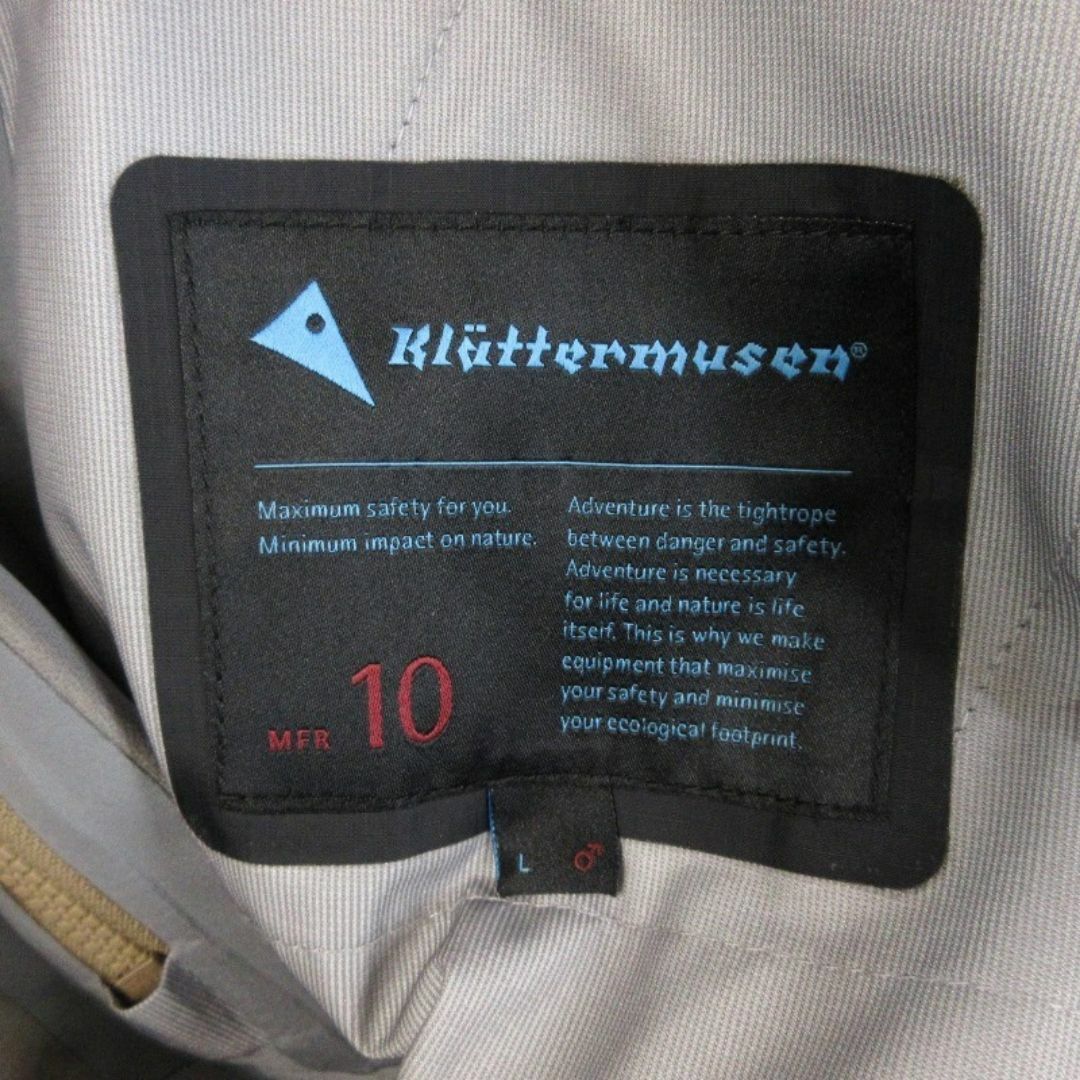 Klättermusen®
Maximum safety for you.
Minimum impact on nature.
Adventure is the tightrope
between danger and safety.
Adventure is necessary
for life and nature is life
itself. This is why we make
equipment that maximise
your safety and minimise
your ecological footprint.
MFR 10
L ♂